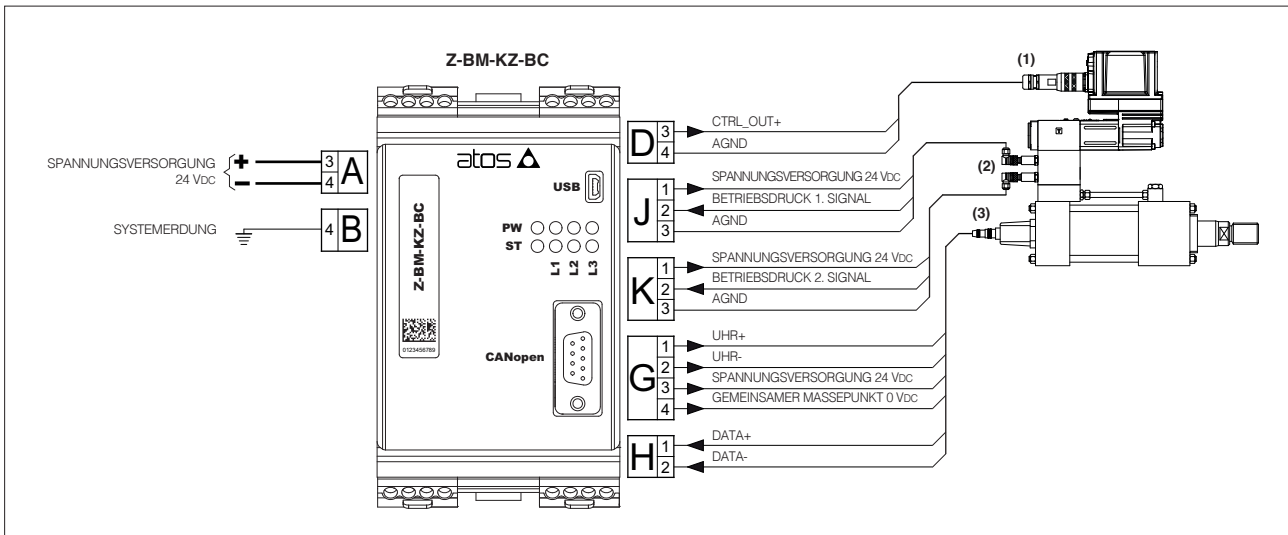 Z-BM-KZ-BC
(1)
SPANNUNGSVERSORGUNG
24 VDC
+
-
3
4
A
SYSTEMERDUNG
4
B
atos
USB
PW
ST
L1
L2
L3
Z-BM-KZ-BC
0123456789
CANopen
D
3
CTRL_OUT+
4
AGND
J
1
SPANNUNGSVERSORGUNG 24 VDC
2
BETRIEBSDRUCK 1. SIGNAL
3
AGND
K
1
SPANNUNGSVERSORGUNG 24 VDC
2
BETRIEBSDRUCK 2. SIGNAL
3
AGND
G
1
UHR+
2
UHR-
3
SPANNUNGSVERSORGUNG 24 VDC
4
GEMEINSAMER MASSEPUNKT 0 VDC
H
1
DATA+
2
DATA-
(2)
(3)